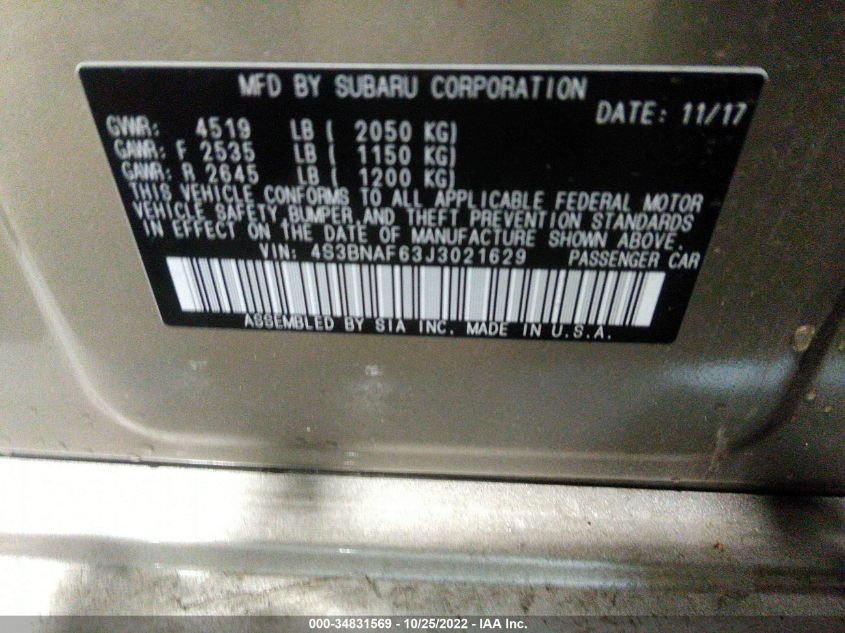 MFD BY SUBARU CORPORATION
DATE: 11/17
GVWR: 4519 LB ( 2050 KG)
GAWR: F 2535 LB ( 1150 KG)
GAWR: R 2645 LB ( 1200 KG)
THIS VEHICLE CONFORMS TO ALL APPLICABLE FEDERAL MOTOR
VEHICLE SAFETY, BUMPER, AND THEFT PREVENTION STANDARDS
IN EFFECT ON THE DATE OF MANUFACTURE SHOWN ABOVE.
VIN: 4S3BNAF63J3021629 PASSENGER CAR
ASSEMBLED BY SIA INC. MADE IN U.S.A.
000-34831569 - 10/25/2022 - IAA Inc.